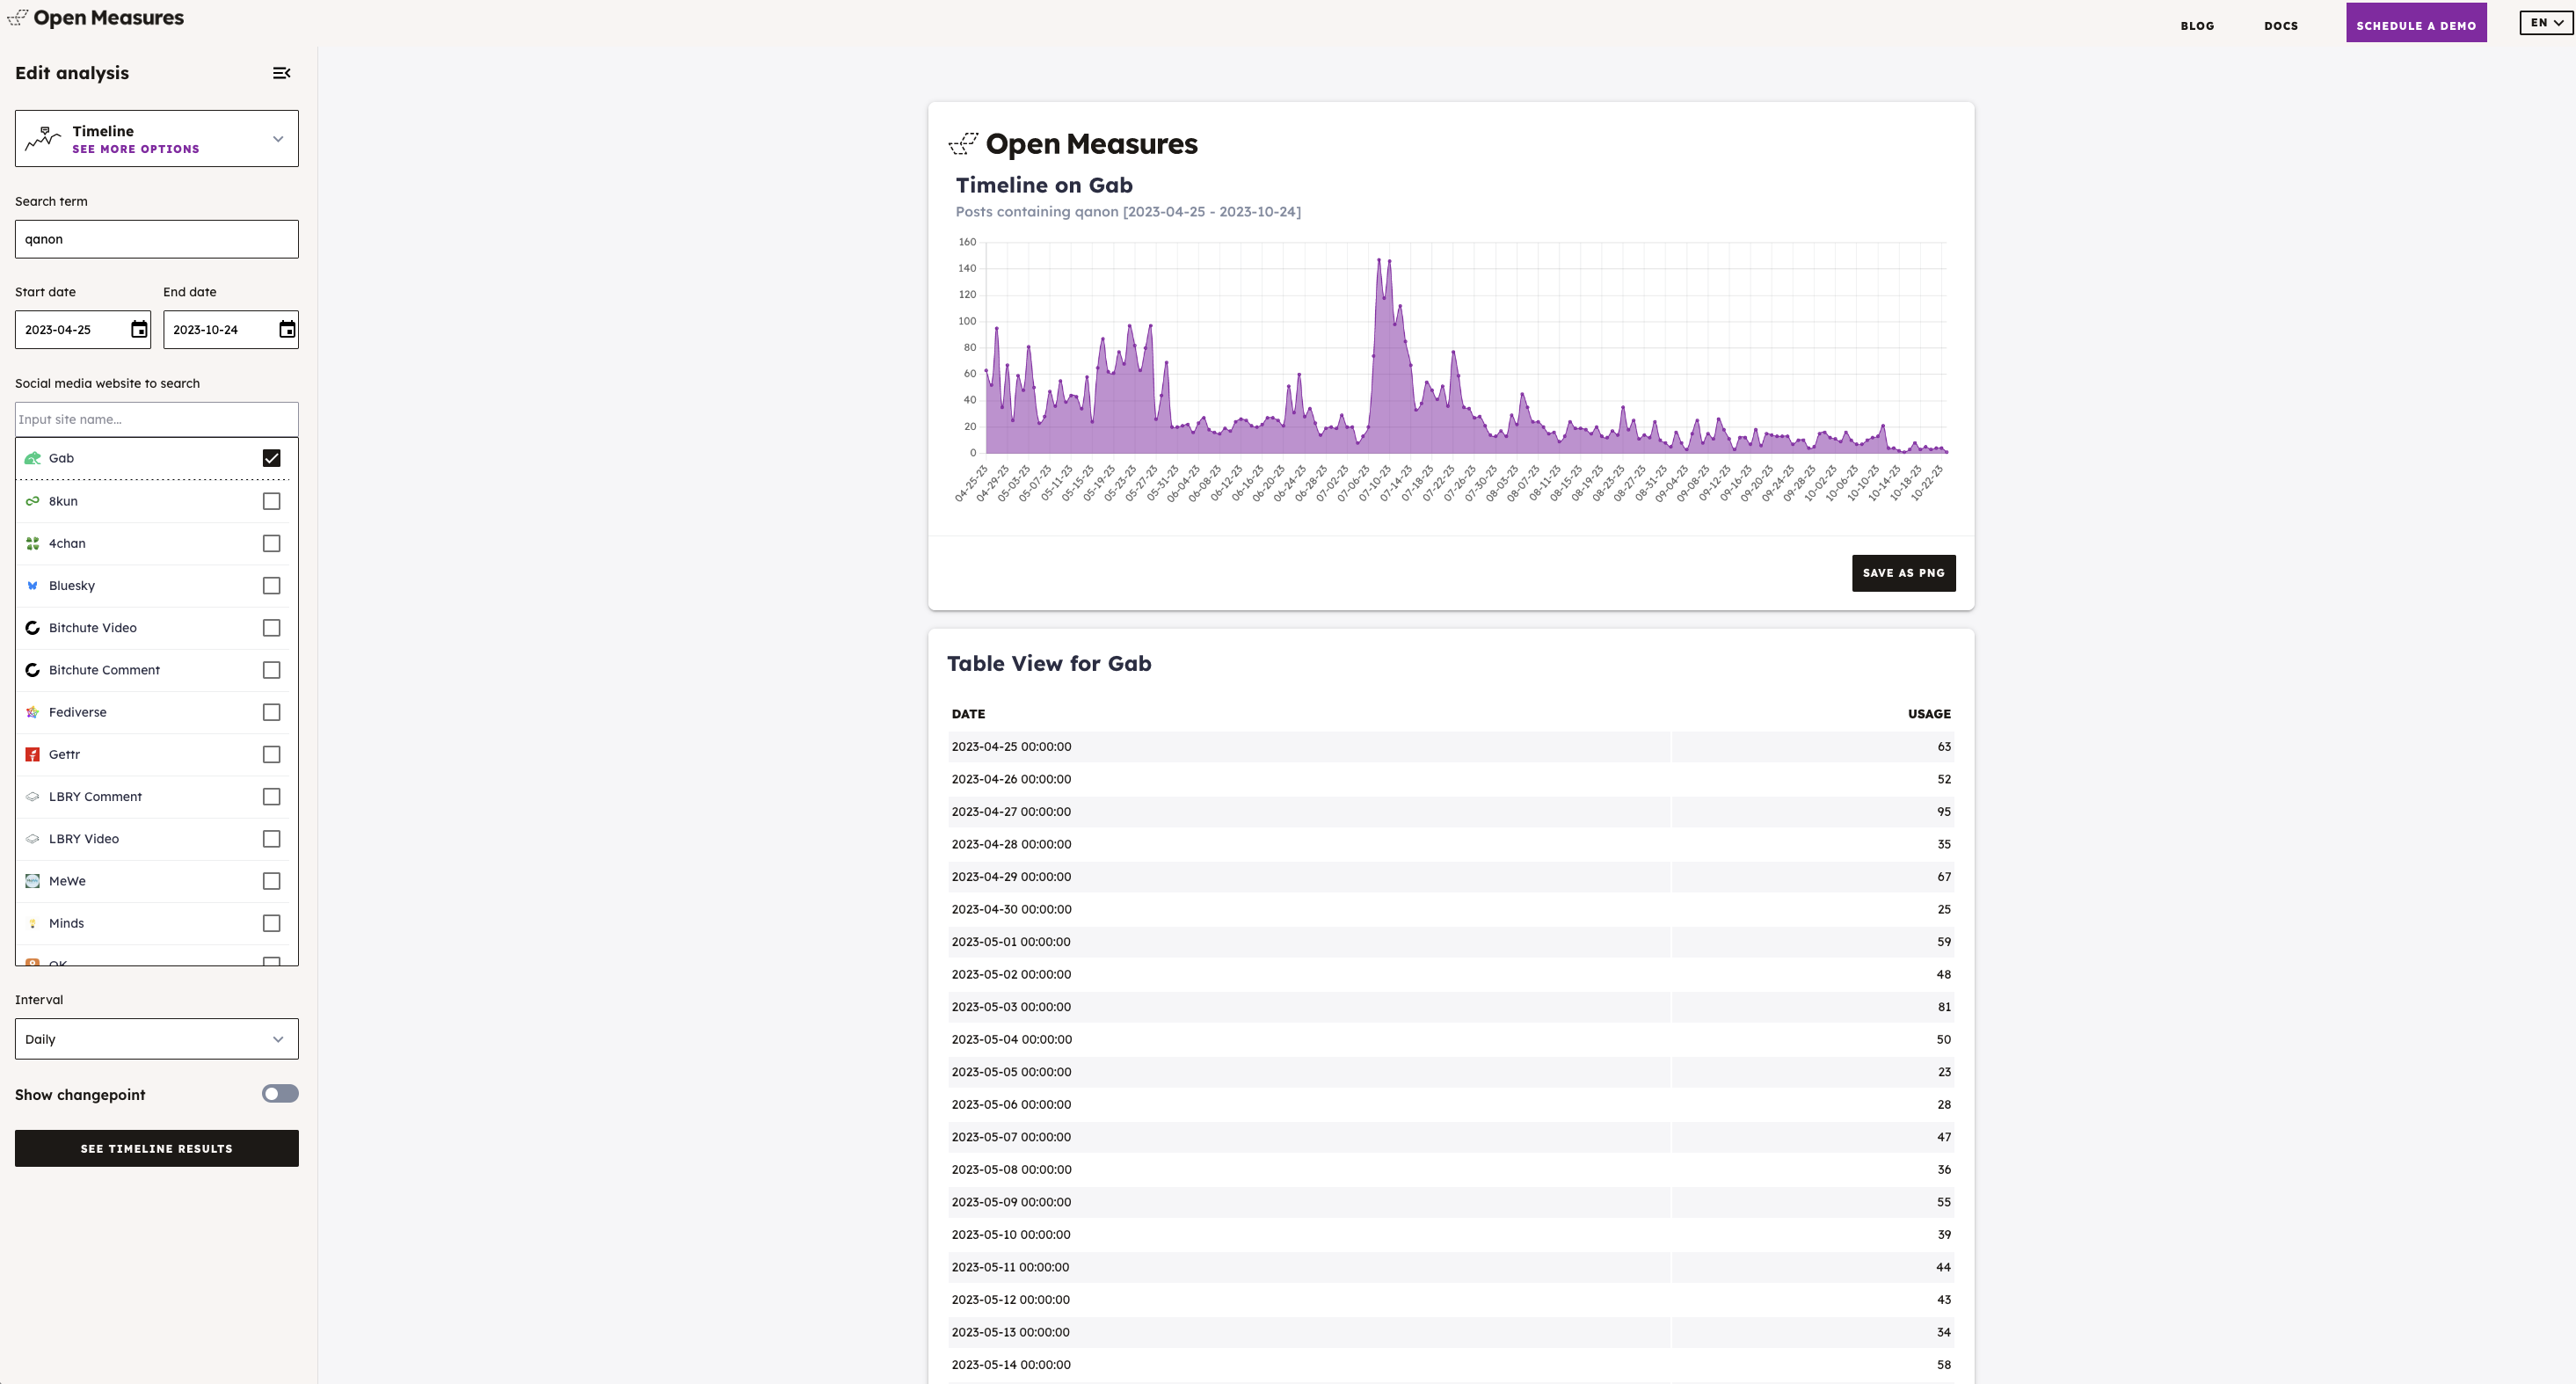 Open Measures
BLOG
DOCS
SCHEDULE A DEMO
EN
Edit analysis
Timeline
SEE MORE OPTIONS
Search term
qanon
Start date
End date
2023-04-25
2023-10-24
Social media website to search
Input site name...
Gab
8kun
4chan
Bluesky
Bitchute Video
Bitchute Comment
Fediverse
Gettr
LBRY Comment
LBRY Video
MeWe
Minds
OK
Interval
Daily
Show changepoint
SEE TIMELINE RESULTS
Open Measures
Timeline on Gab
Posts containing qanon [2023-04-25 - 2023-10-24]
160
140
120
100
80
60
40
20
0
04-25-23
04-29-23
05-03-23
05-07-23
05-11-23
05-15-23
05-19-23
05-23-23
05-27-23
05-31-23
06-04-23
06-08-23
06-12-23
06-16-23
06-20-23
06-24-23
06-28-23
07-02-23
07-06-23
07-10-23
07-14-23
07-18-23
07-22-23
07-26-23
07-30-23
08-03-23
08-07-23
08-11-23
08-15-23
08-19-23
08-23-23
08-27-23
08-31-23
09-04-23
09-08-23
09-12-23
09-16-23
09-20-23
09-24-23
09-28-23
10-02-23
10-06-23
10-10-23
10-14-23
10-18-23
10-22-23
SAVE AS PNG
Table View for Gab
DATE USAGE
2023-04-25 00:00:00 63
2023-04-26 00:00:00 52
2023-04-27 00:00:00 95
2023-04-28 00:00:00 35
2023-04-29 00:00:00 67
2023-04-30 00:00:00 25
2023-05-01 00:00:00 59
2023-05-02 00:00:00 48
2023-05-03 00:00:00 81
2023-05-04 00:00:00 50
2023-05-05 00:00:00 23
2023-05-06 00:00:00 28
2023-05-07 00:00:00 47
2023-05-08 00:00:00 36
2023-05-09 00:00:00 55
2023-05-10 00:00:00 39
2023-05-11 00:00:00 44
2023-05-12 00:00:00 43
2023-05-13 00:00:00 34
2023-05-14 00:00:00 58